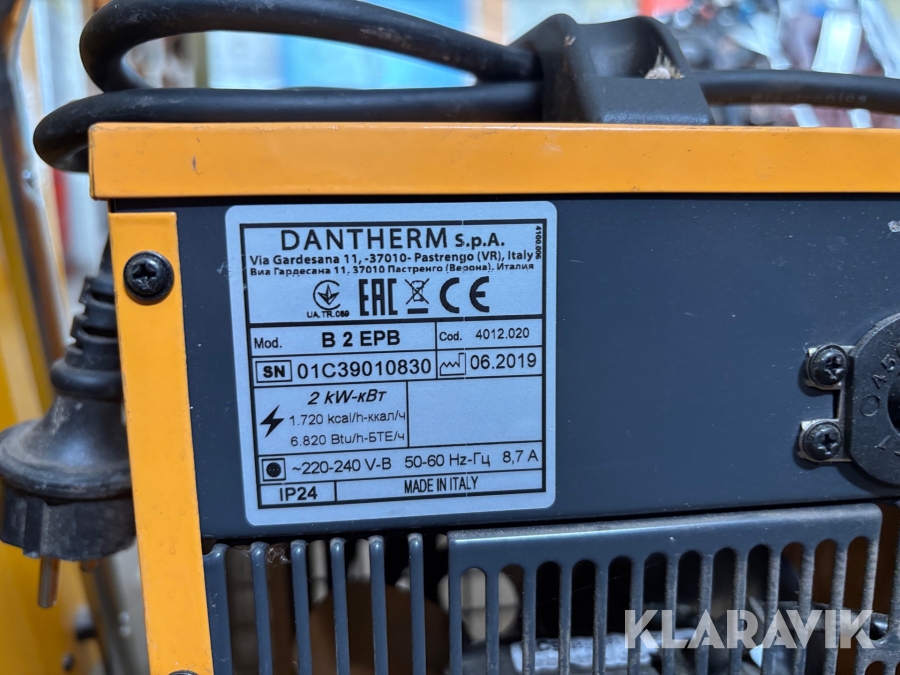 DANTHERM S.p.A.
Via Gardesana 11, -37010- Pastrengo (VR), Italy
Виа Гардесана 11, 37010 Пастренго (Верона), Италия
4100.006
UA.TR.089
EAC CE
Mod. B 2 EPB Cod. 4012.020
SN 01C39010830 06.2019
2 kW-кВт
1.720 kcal/h-ккал/ч
6.820 Btu/h-БТЕ/ч
~220-240 V-В 50-60 Hz-Гц 8,7 A
IP24 MADE IN ITALY
KLARAVIK